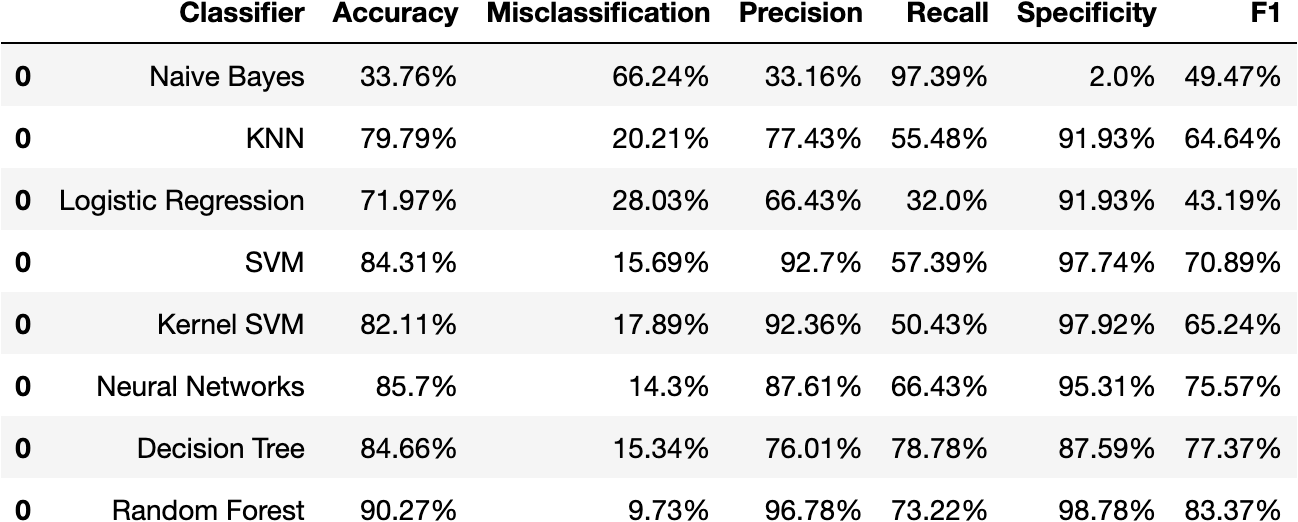 Classifier Accuracy Misclassification Precision Recall Specificity F1
0 Naive Bayes 33.76% 66.24% 33.16% 97.39% 2.0% 49.47%
0 KNN 79.79% 20.21% 77.43% 55.48% 91.93% 64.64%
0 Logistic Regression 71.97% 28.03% 66.43% 32.0% 91.93% 43.19%
0 SVM 84.31% 15.69% 92.7% 57.39% 97.74% 70.89%
0 Kernel SVM 82.11% 17.89% 92.36% 50.43% 97.92% 65.24%
0 Neural Networks 85.7% 14.3% 87.61% 66.43% 95.31% 75.57%
0 Decision Tree 84.66% 15.34% 76.01% 78.78% 87.59% 77.37%
0 Random Forest 90.27% 9.73% 96.78% 73.22% 98.78% 83.37%